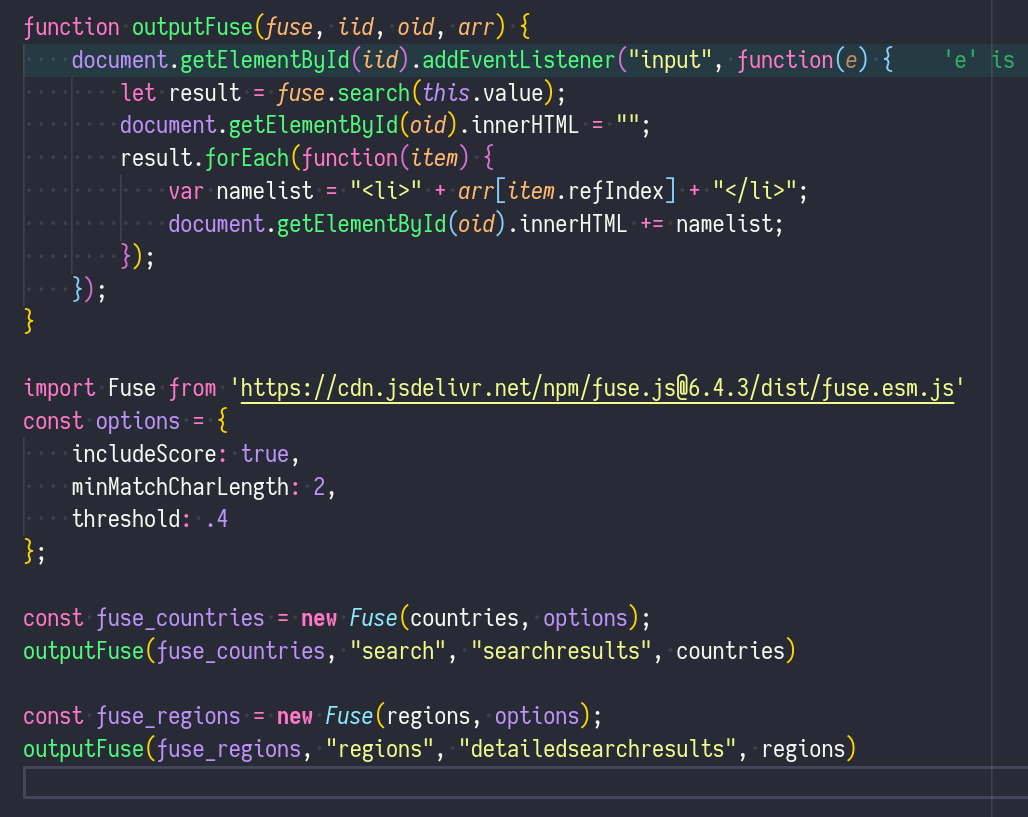 function outputFuse(fuse, iid, oid, arr) {
    document.getElementById(iid).addEventListener("input", function(e) {    'e' is
        let result = fuse.search(this.value);
        document.getElementById(oid).innerHTML = "";
        result.forEach(function(item) {
            var namelist = "<li>" + arr[item.refIndex] + "</li>";
            document.getElementById(oid).innerHTML += namelist;
        });
    });
}

import Fuse from 'https://cdn.jsdelivr.net/npm/fuse.js@6.4.3/dist/fuse.esm.js'
const options = {
    includeScore: true,
    minMatchCharLength: 2,
    threshold: .4
};

const fuse_countries = new Fuse(countries, options);
outputFuse(fuse_countries, "search", "searchresults", countries)

const fuse_regions = new Fuse(regions, options);
outputFuse(fuse_regions, "regions", "detailedsearchresults", regions)